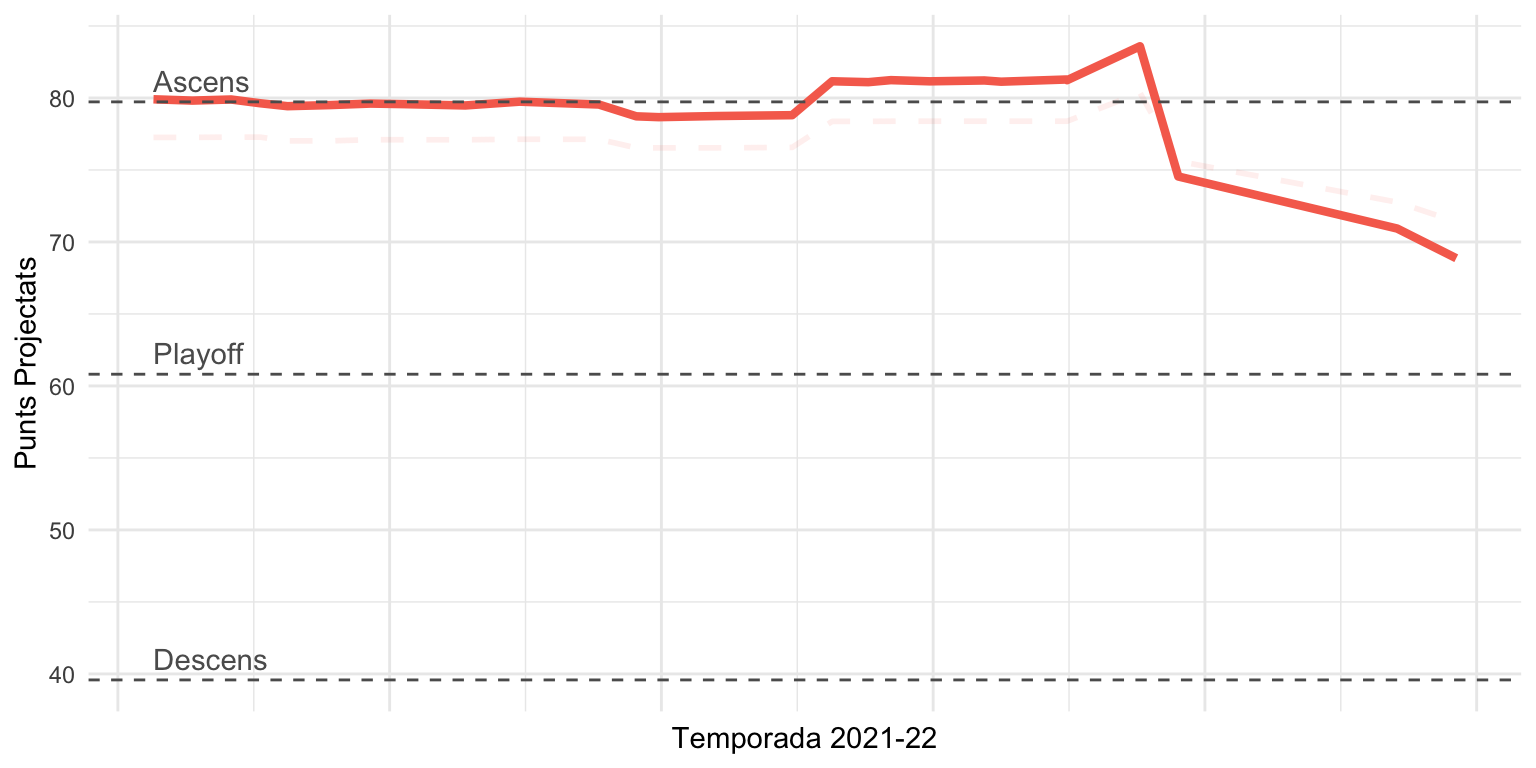 Ascens
80
70
Playoff
60
50
Descens
40
Punts Projectats
Temporada 2021-22